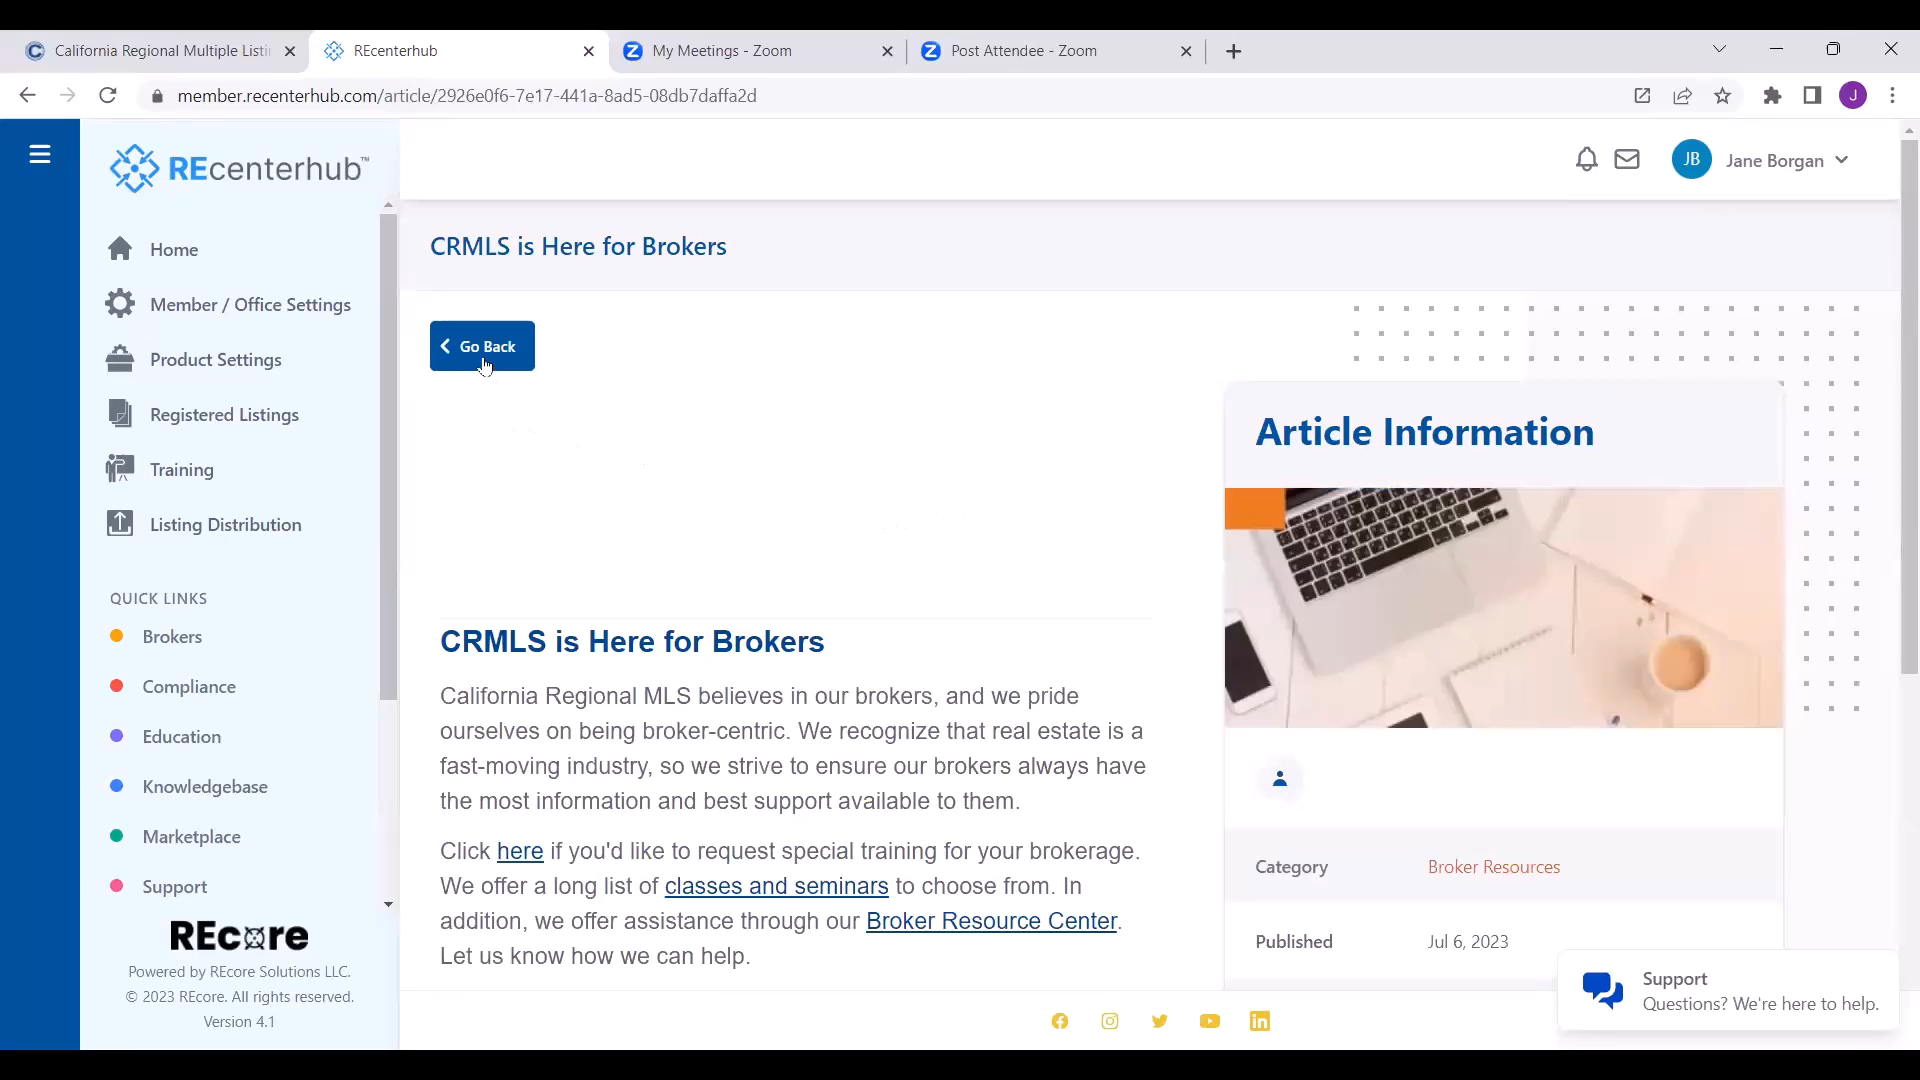 California Regional Multiple Listi
REcenterhub
My Meetings - Zoom
Post Attendee - Zoom
member.recenterhub.com/article/2926e0f6-7e17-441a-8ad5-08db7daffa2d
J
REcenterhub™
JB
Jane Borgan
Home
Member / Office Settings
Product Settings
Registered Listings
Training
Listing Distribution
QUICK LINKS
Brokers
Compliance
Education
Knowledgebase
Marketplace
Support
REcore
Powered by REcore Solutions LLC.
© 2023 REcore. All rights reserved.
Version 4.1
CRMLS is Here for Brokers
Go Back
CRMLS is Here for Brokers
California Regional MLS believes in our brokers, and we pride
ourselves on being broker-centric. We recognize that real estate is a
fast-moving industry, so we strive to ensure our brokers always have
the most information and best support available to them.
Click here if you'd like to request special training for your brokerage.
We offer a long list of classes and seminars to choose from. In
addition, we offer assistance through our Broker Resource Center.
Let us know how we can help.
Article Information
Category Broker Resources
Published Jul 6, 2023
Support
Questions? We're here to help.